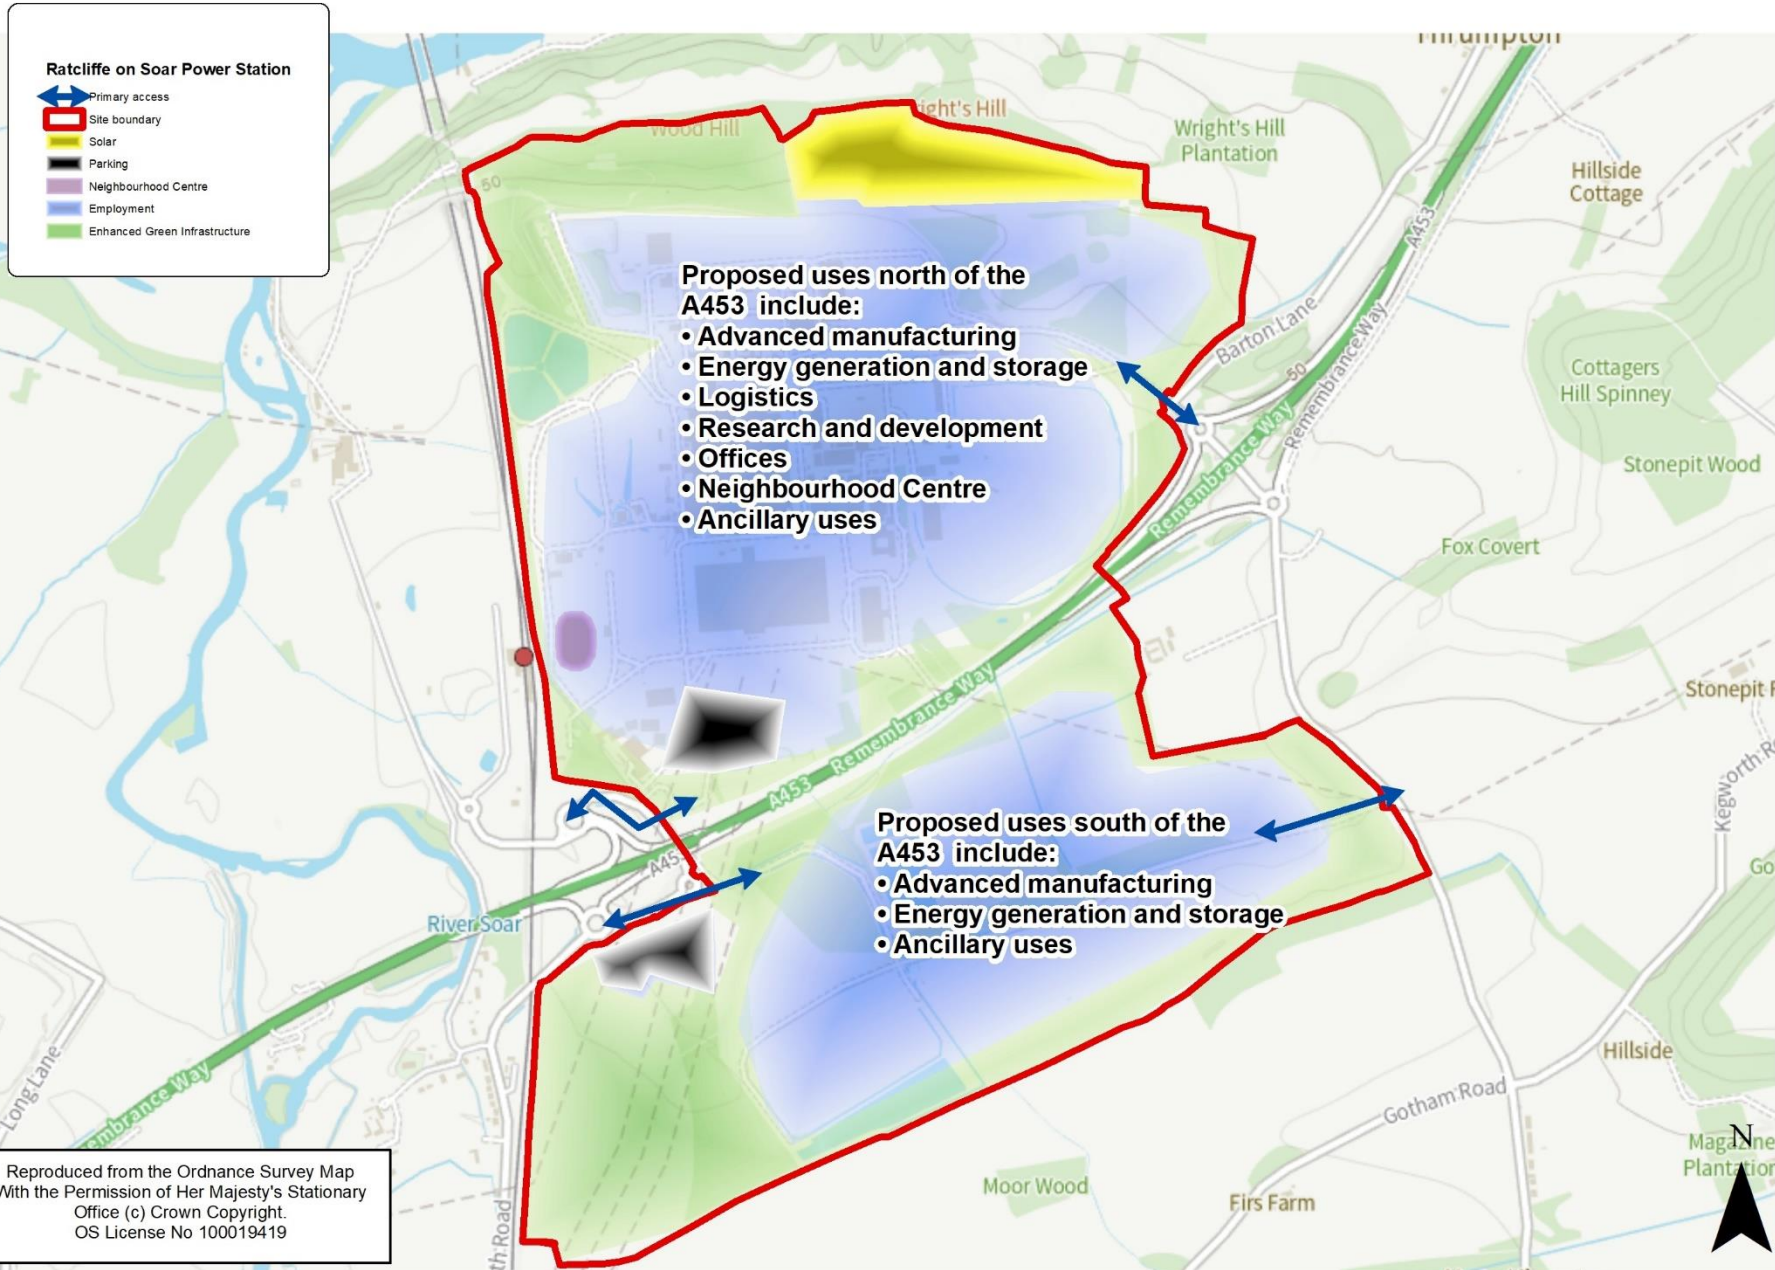 Ratcliffe on Soar Power Station
Primary access
Site boundary
Solar
Parking
Neighbourhood Centre
Employment
Enhanced Green Infrastructure
Wood Hill
50
Wright's Hill
Plantation
Hillside
Cottage
A453
Barton Lane
50
Remembrance Way
Remembrance Way
Cottagers
Hill Spinney
Stonepit Wood
Fox Covert
Proposed uses north of the
A453 include:
• Advanced manufacturing
• Energy generation and storage
• Logistics
• Research and development
• Offices
• Neighbourhood Centre
• Ancillary uses
A453 Remembrance Way
Proposed uses south of the
A453 include:
• Advanced manufacturing
• Energy generation and storage
• Ancillary uses
River Soar
Long Lane
Hillside
Gotham Road
Moor Wood
Firs Farm
N
Reproduced from the Ordnance Survey Map
With the Permission of Her Majesty's Stationary
Office (c) Crown Copyright.
OS License No 100019419